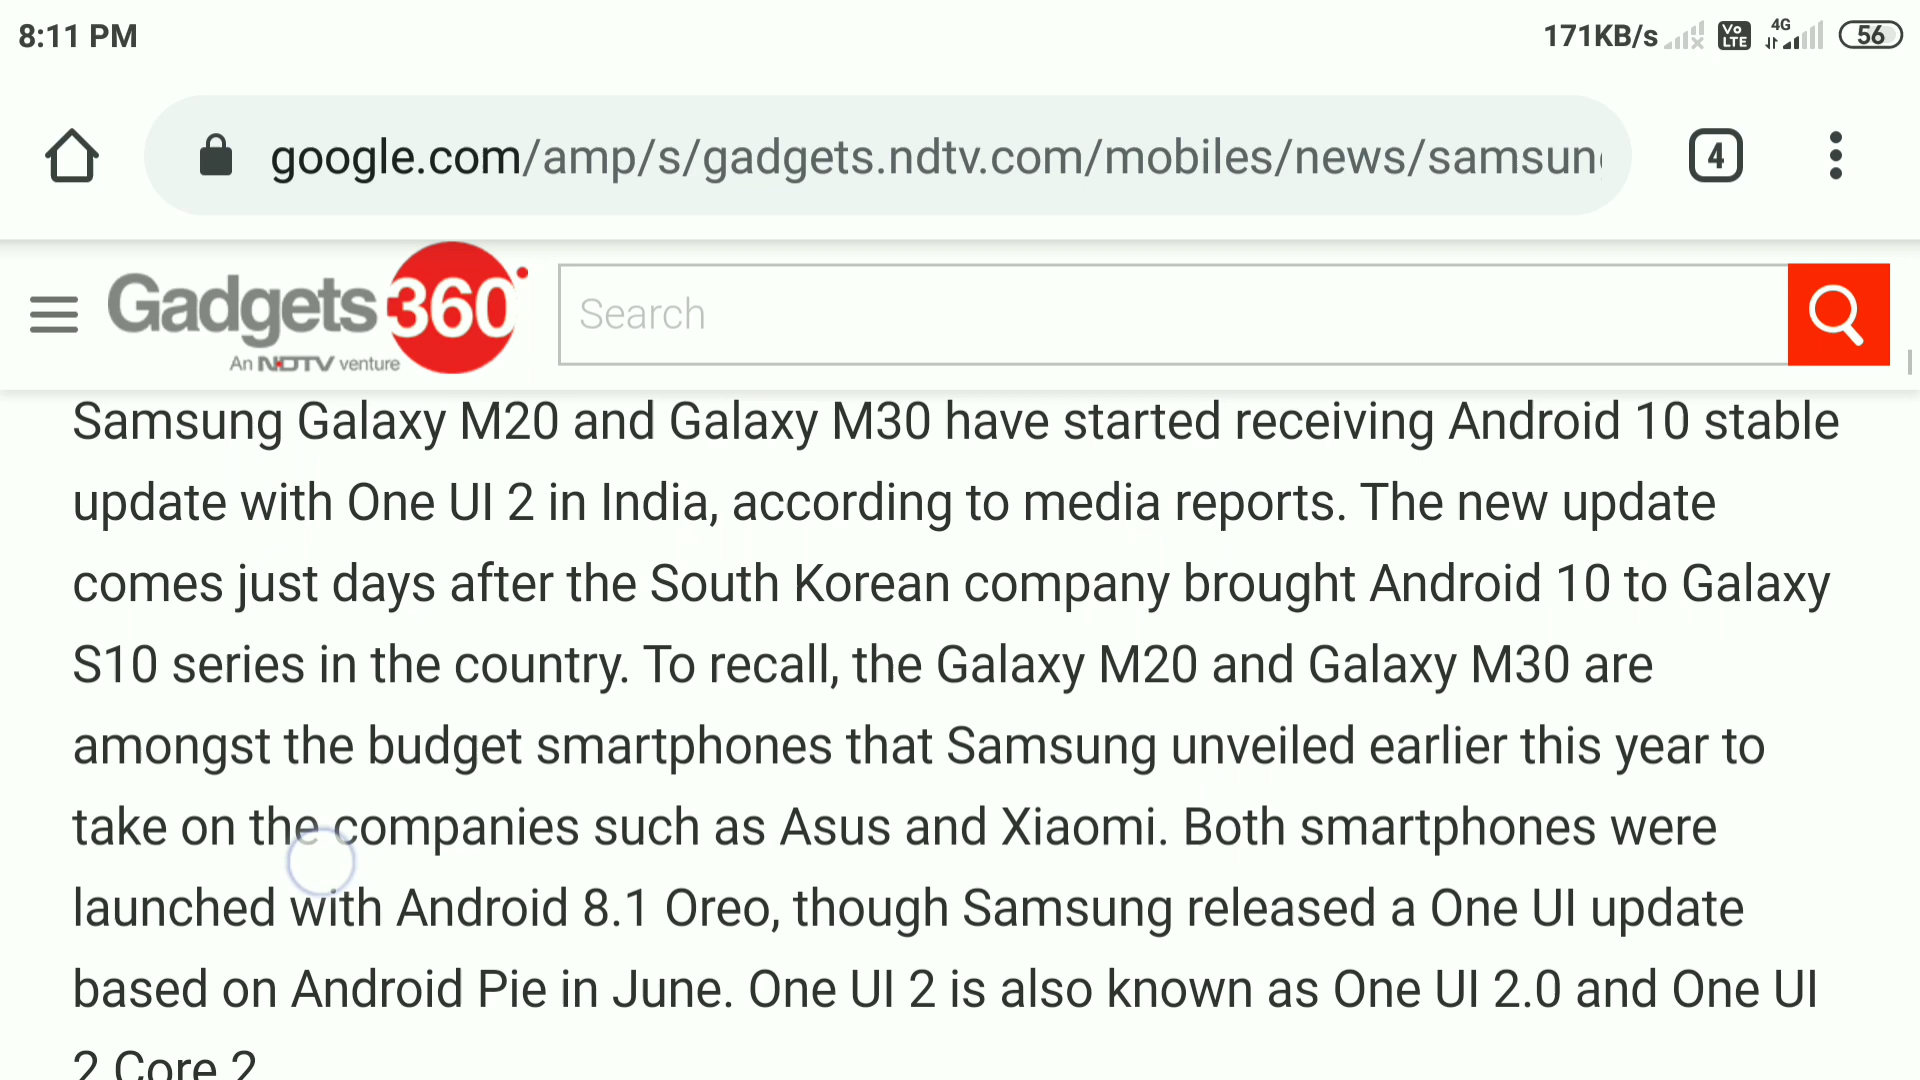 8:11 PM
171KB/s Vo LTE 4G 56
google.com/amp/s/gadgets.ndtv.com/mobiles/news/samsun
4
Gadgets 360
An NDTV venture
Search
Samsung Galaxy M20 and Galaxy M30 have started receiving Android 10 stable
update with One UI 2 in India, according to media reports. The new update
comes just days after the South Korean company brought Android 10 to Galaxy
S10 series in the country. To recall, the Galaxy M20 and Galaxy M30 are
amongst the budget smartphones that Samsung unveiled earlier this year to
take on the companies such as Asus and Xiaomi. Both smartphones were
launched with Android 8.1 Oreo, though Samsung released a One UI update
based on Android Pie in June. One UI 2 is also known as One UI 2.0 and One UI
2 Core 2